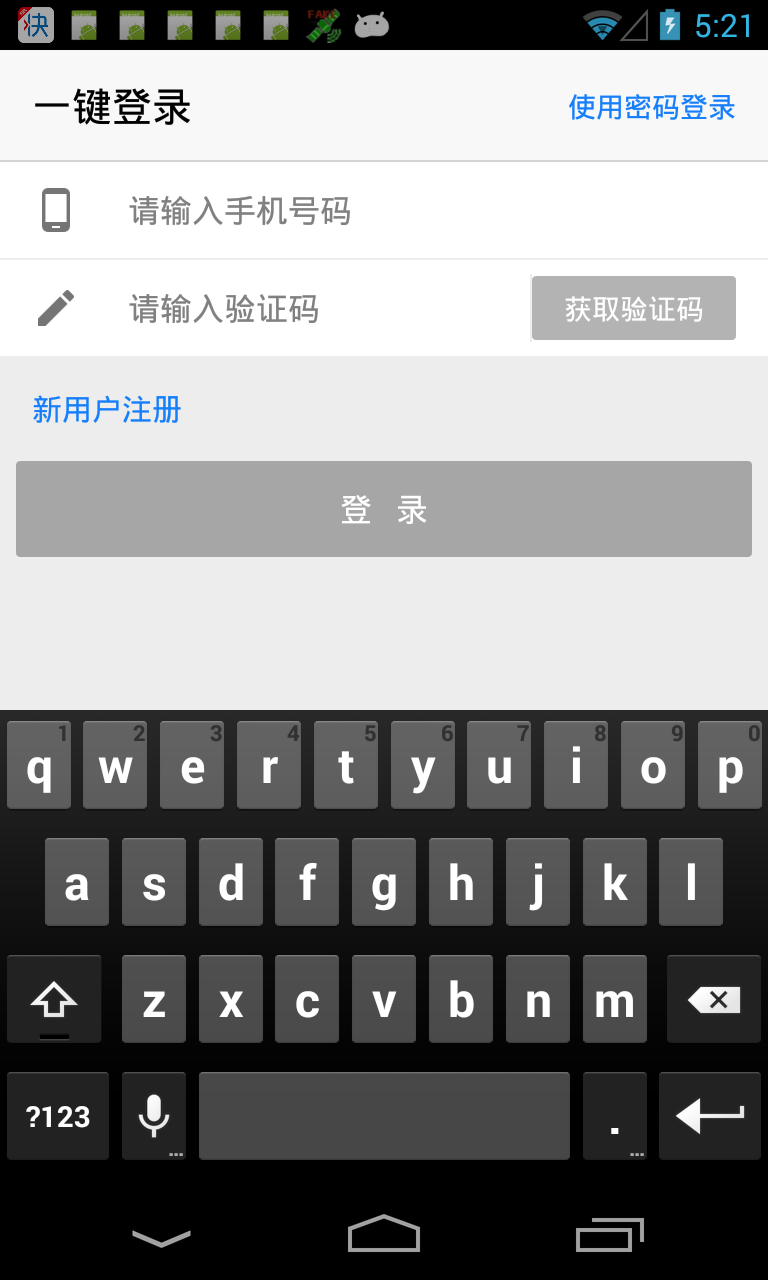 快 FAKE 5:21
一键登录 使用密码登录
请输入手机号码
请输入验证码 获取验证码
新用户注册
登 录
1 2 3 4 5 6 7 8 9 0
q w e r t y u i o p
a s d f g h j k l
z x c v b n m
?123 .